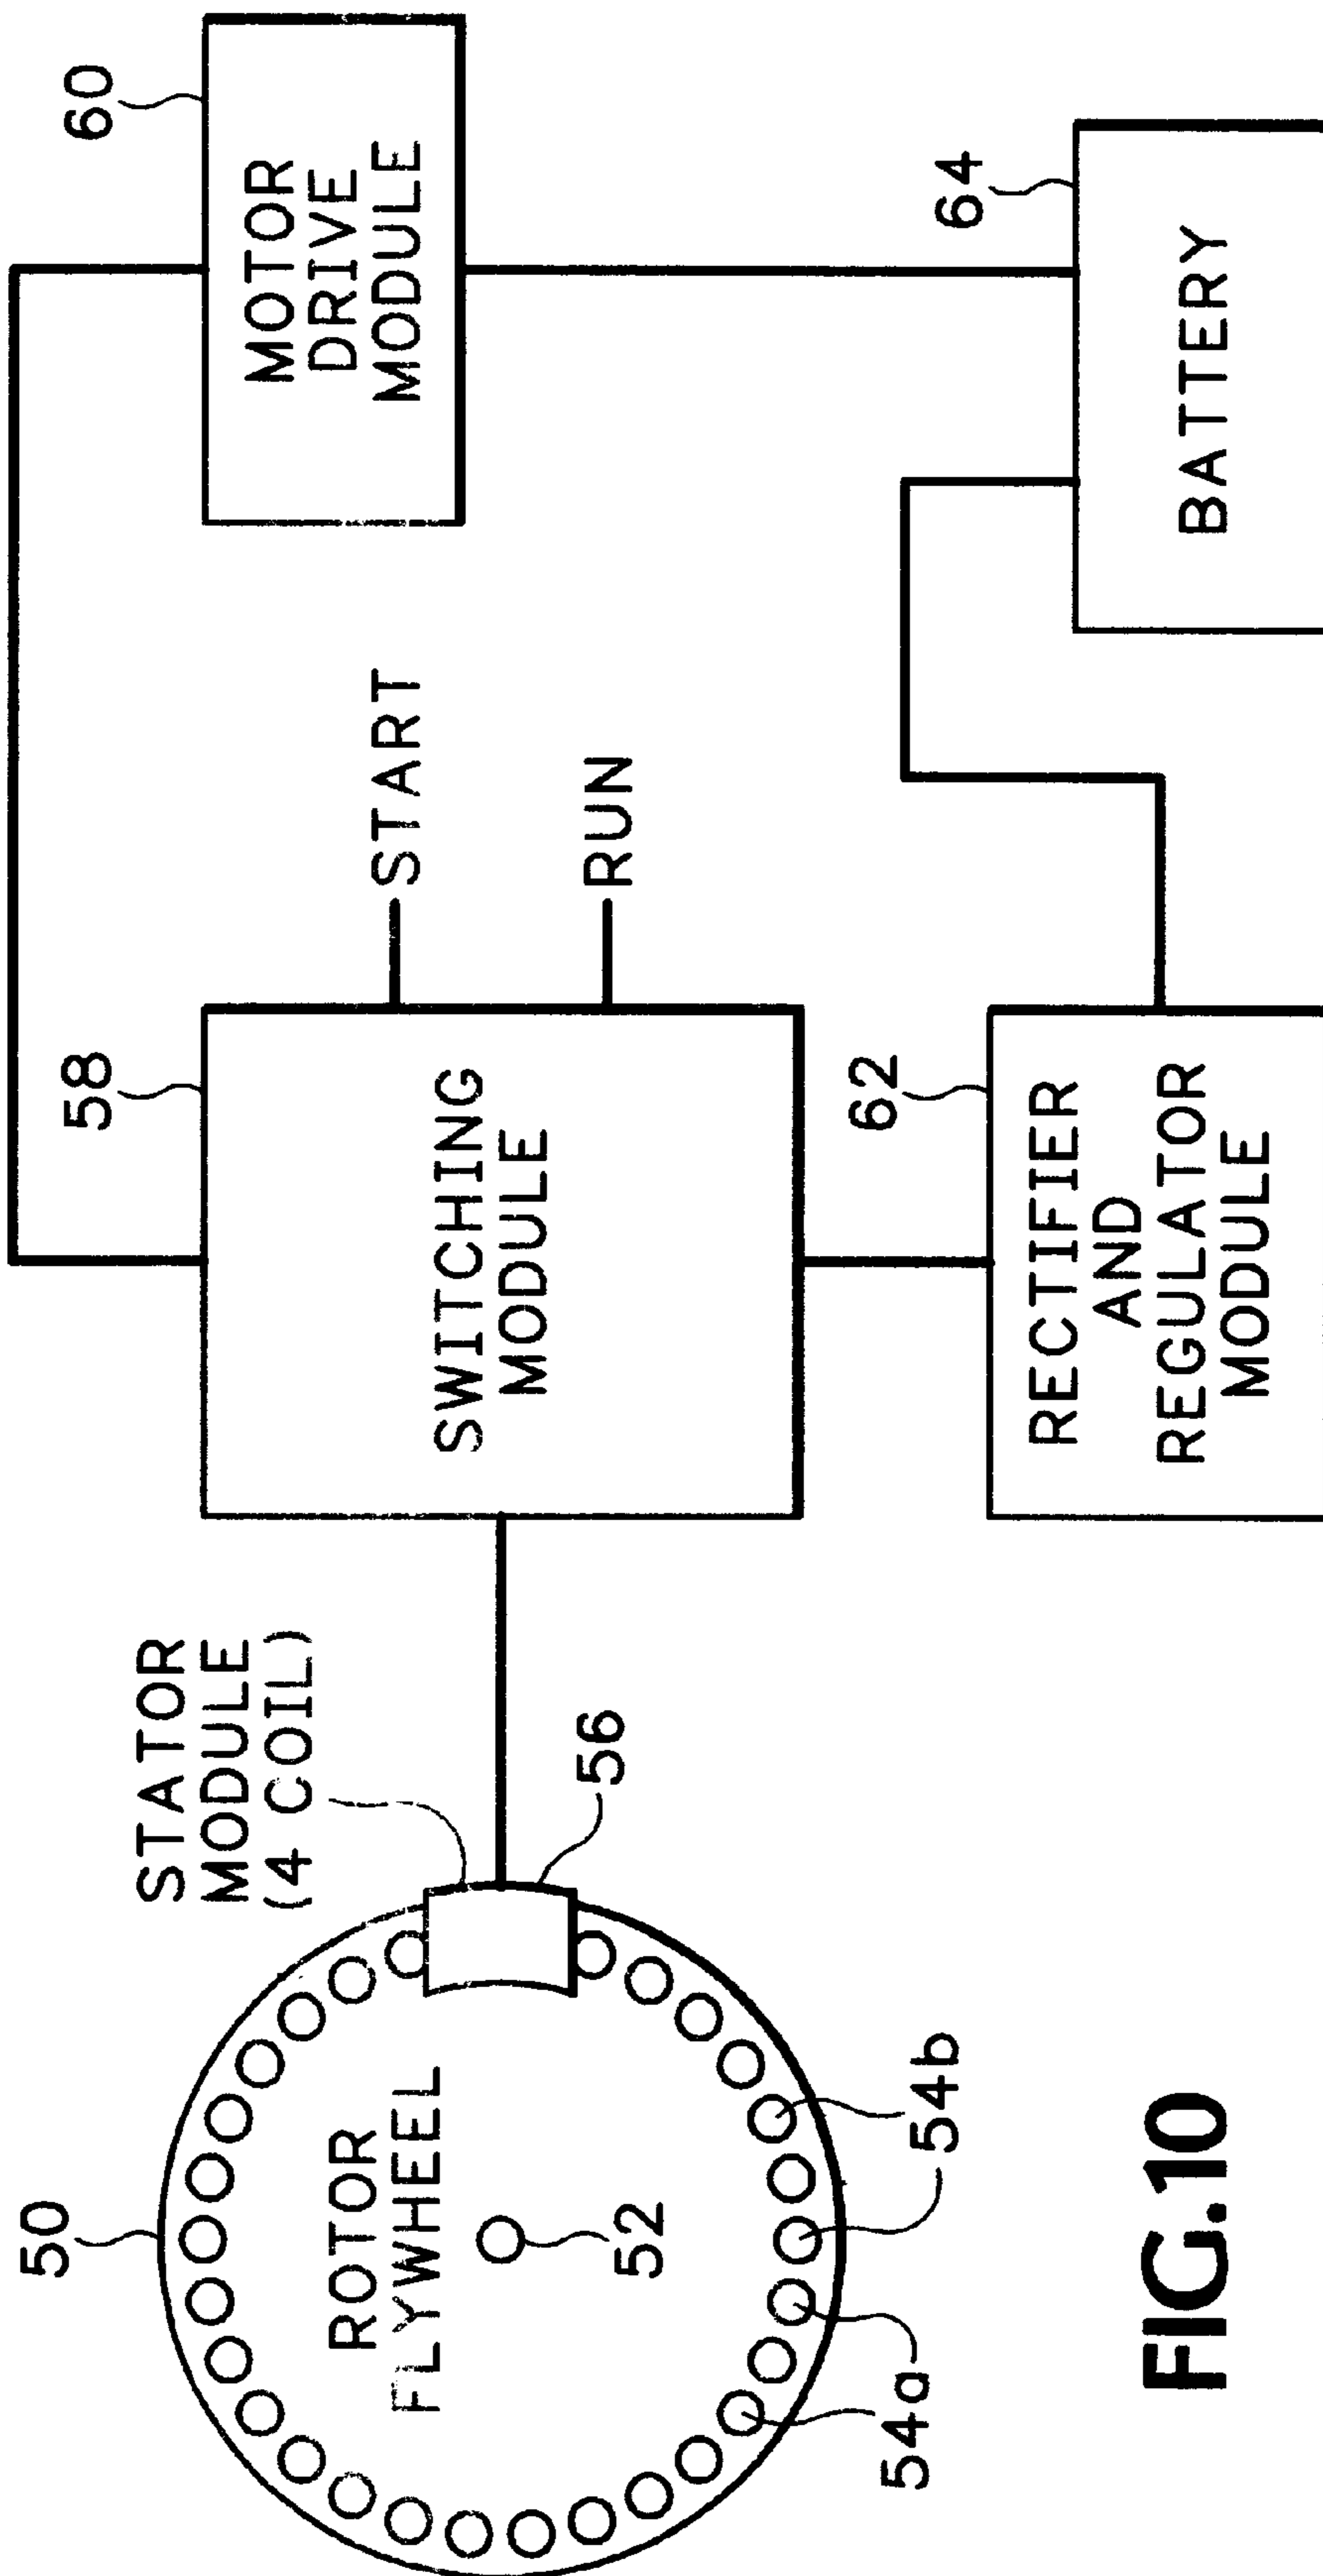 50
ROTOR
FLYWHEEL
52
54a
54b
STATOR
MODULE
(4 COIL)
56
58
SWITCHING
MODULE
START
RUN
60
MOTOR
DRIVE
MODULE
62
RECTIFIER
AND
REGULATOR
MODULE
64
BATTERY
FIG.10